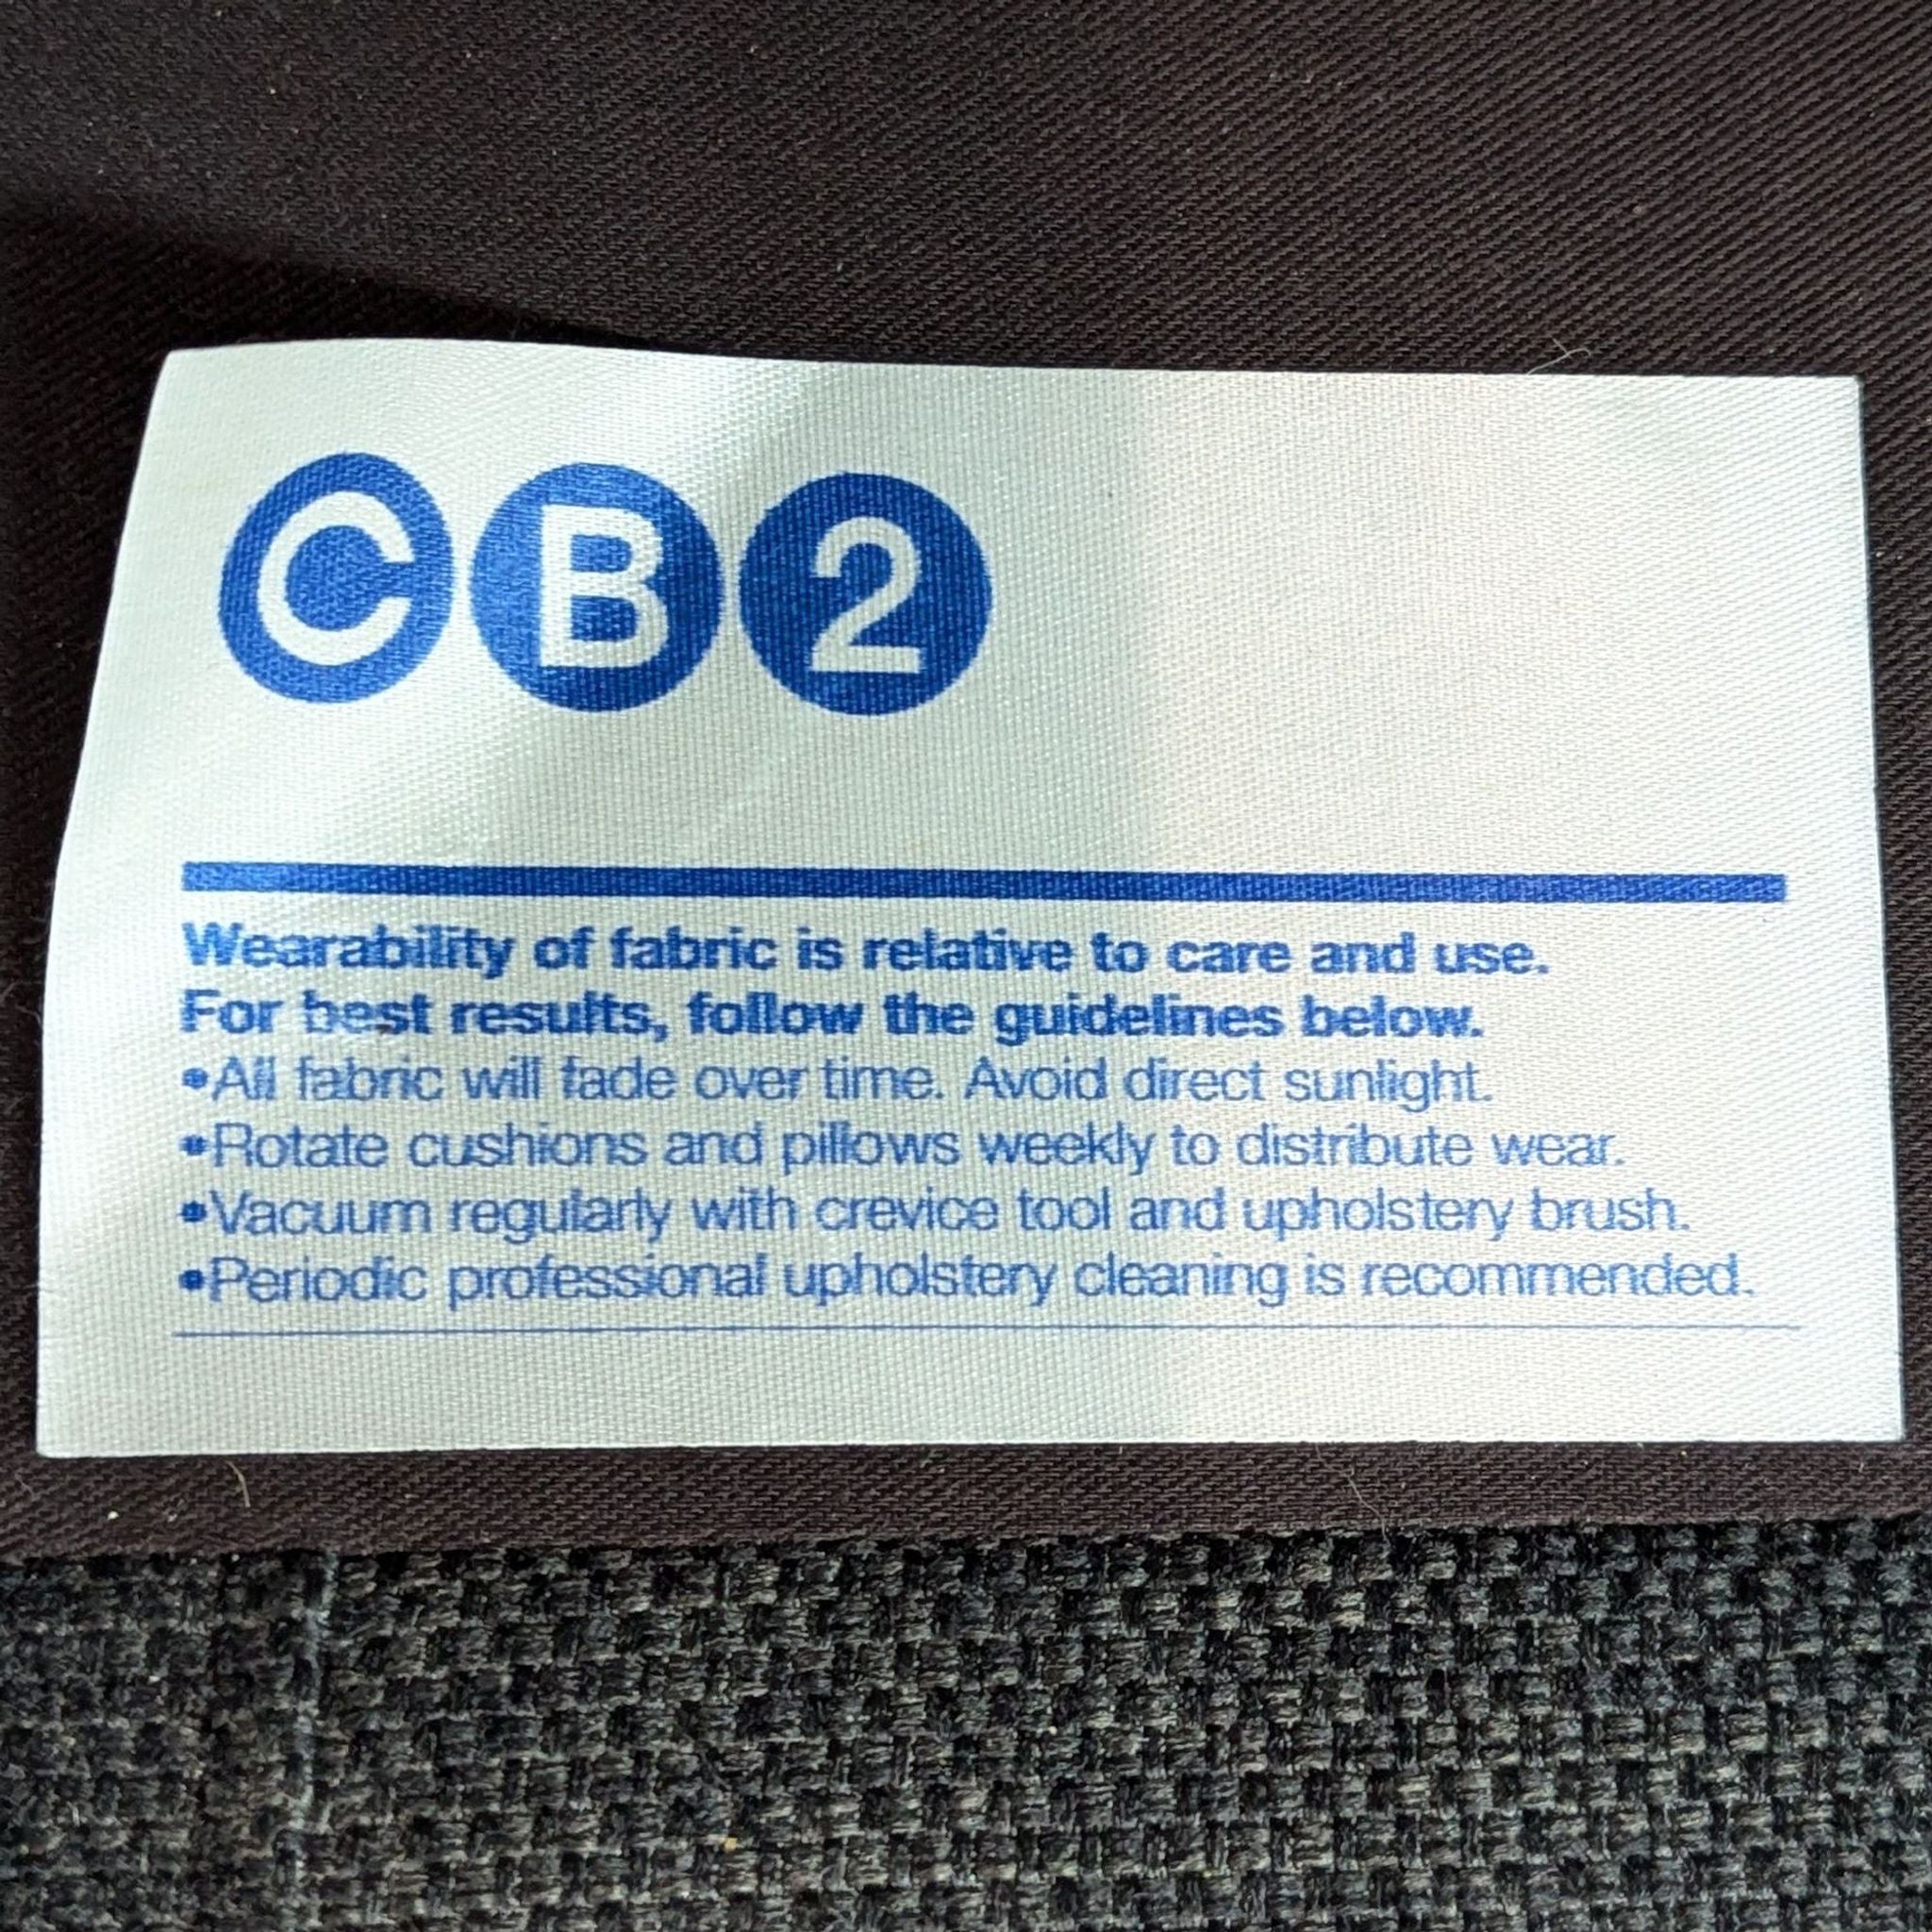 CB2
Wearability of fabric is relative to care and use.
For best results, follow the guidelines below.
•All fabric will fade over time. Avoid direct sunlight.
•Rotate cushions and pillows weekly to distribute wear.
•Vacuum regularly with crevice tool and upholstery brush.
•Periodic professional upholstery cleaning is recommended.